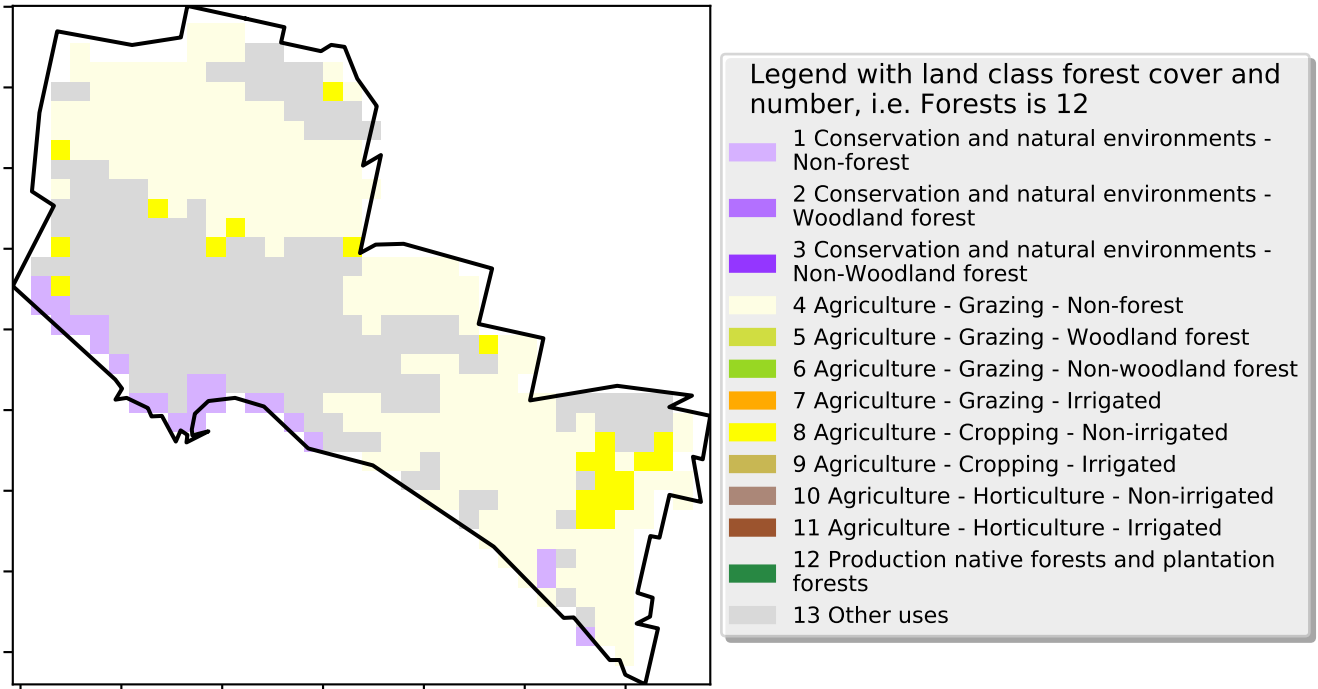 Legend with land class forest cover and
number, i.e. Forests is 12
1 Conservation and natural environments -
Non-forest
2 Conservation and natural environments -
Woodland forest
3 Conservation and natural environments -
Non-Woodland forest
4 Agriculture - Grazing - Non-forest
5 Agriculture - Grazing - Woodland forest
6 Agriculture - Grazing - Non-woodland forest
7 Agriculture - Grazing - Irrigated
8 Agriculture - Cropping - Non-irrigated
9 Agriculture - Cropping - Irrigated
10 Agriculture - Horticulture - Non-irrigated
11 Agriculture - Horticulture - Irrigated
12 Production native forests and plantation
forests
13 Other uses